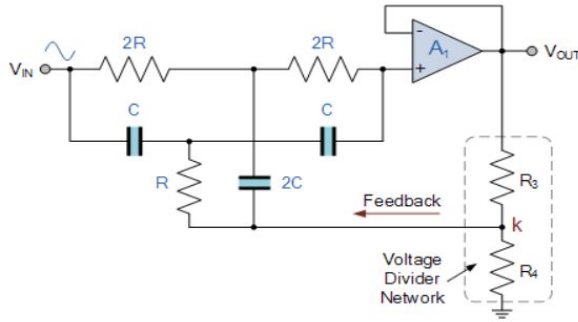 2R
2R
-
A1
+
VIN
VOUT
C
C
R
2C
R3
Feedback
k
Voltage
Divider
Network
R4